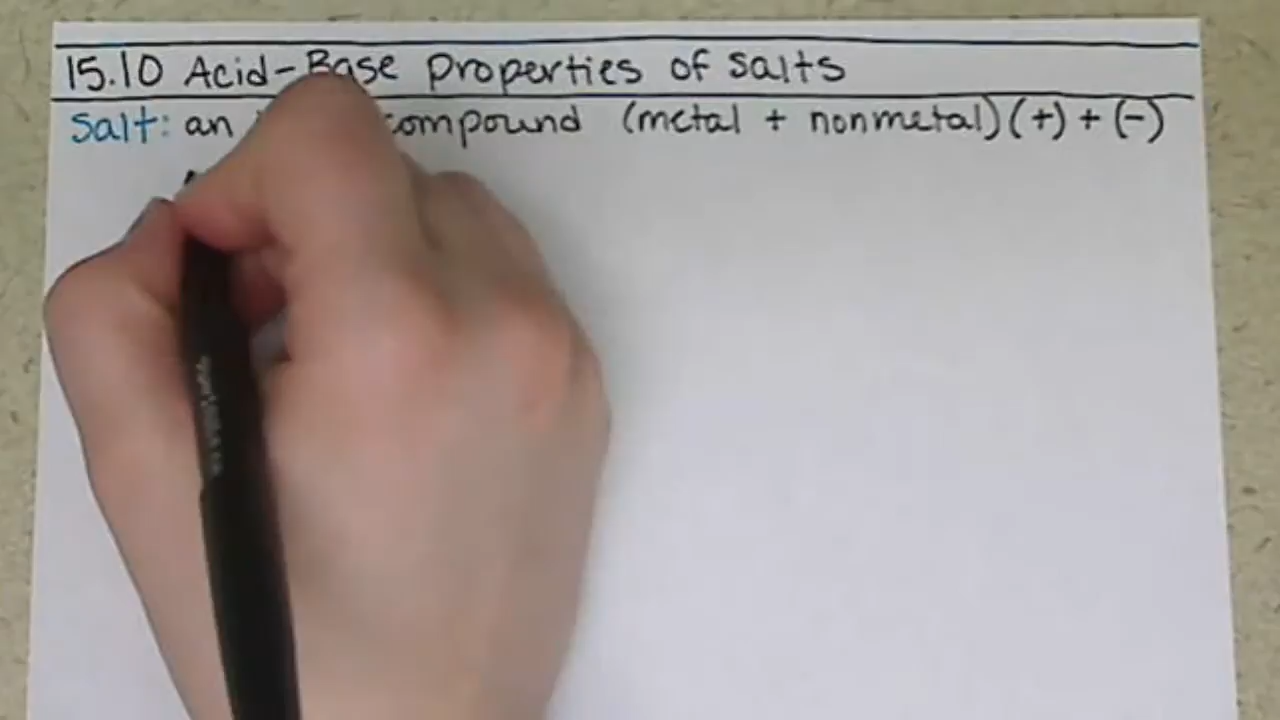 15.10 Acid-Base Properties of Salts
Salt: an compound (metal + nonmetal) (+) + (-)